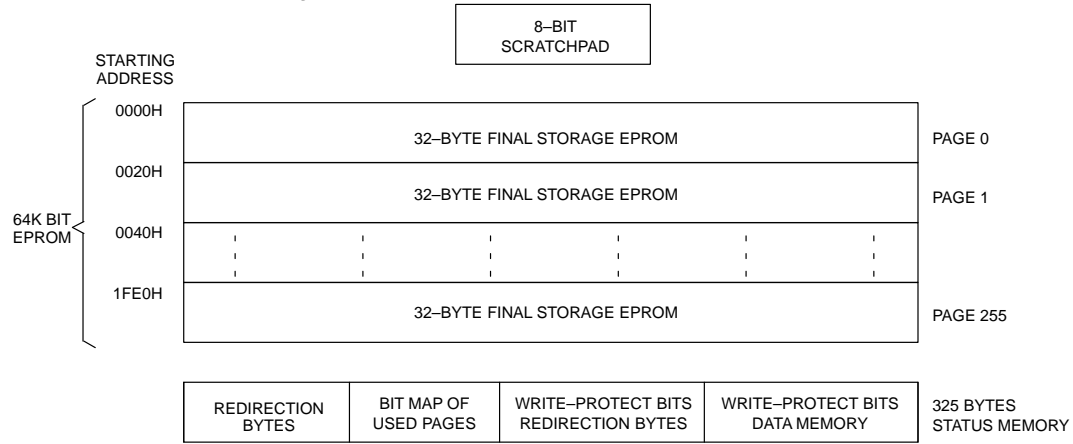 8–BIT
SCRATCHPAD
STARTING
ADDRESS
0000H
32–BYTE FINAL STORAGE EPROM
PAGE 0
0020H
32–BYTE FINAL STORAGE EPROM
PAGE 1
64K BIT
EPROM
0040H
1FE0H
32–BYTE FINAL STORAGE EPROM
PAGE 255
REDIRECTION
BYTES
BIT MAP OF
USED PAGES
WRITE–PROTECT BITS
REDIRECTION BYTES
WRITE–PROTECT BITS
DATA MEMORY
325 BYTES
STATUS MEMORY